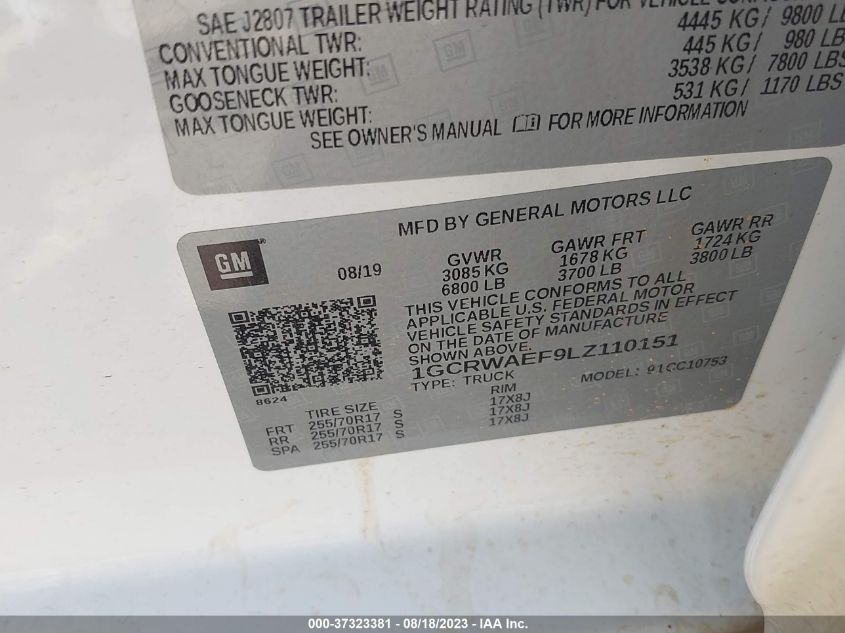 SAE J2807 TRAILER WEIGHT RATING (TWR) FOR VEHICLE
CONVENTIONAL TWR: 4445 KG/ 9800 LB
MAX TONGUE WEIGHT: 445 KG/ 980 LB
GOOSENECK TWR: 3538 KG/ 7800 LBS
MAX TONGUE WEIGHT: 531 KG/ 1170 LBS
SEE OWNER'S MANUAL FOR MORE INFORMATION
MFD BY GENERAL MOTORS LLC
GM
08/19
GVWR GAWR FRT GAWR RR
3085 KG 1678 KG 1724 KG
6800 LB 3700 LB 3800 LB
THIS VEHICLE CONFORMS TO ALL
APPLICABLE U.S. FEDERAL MOTOR
VEHICLE SAFETY STANDARDS IN EFFECT
ON THE DATE OF MANUFACTURE
SHOWN ABOVE.
1GCRWAEF9LZ110151
TYPE: TRUCK MODEL: 91CC10753
8624
TIRE SIZE RIM
FRT 255/70R17 S 17X8J
RR 255/70R17 S 17X8J
SPA 255/70R17 S 17X8J
000-37323381 - 08/18/2023 - IAA Inc.